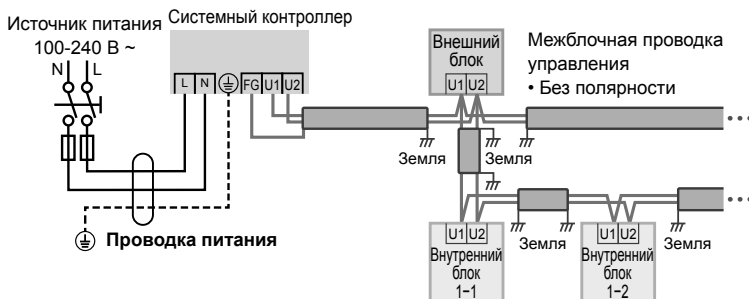 Источник питания
100-240 В ~
N L
Системный контроллер
L N FG U1 U2
Внешний
блок
U1 U2
Межблочная проводка
управления
• Без полярности
Земля
Земля
Земля
Земля
Проводка питания
U1 U2
Внутренний
блок
1-1
U1 U2
Внутренний
блок
1-2